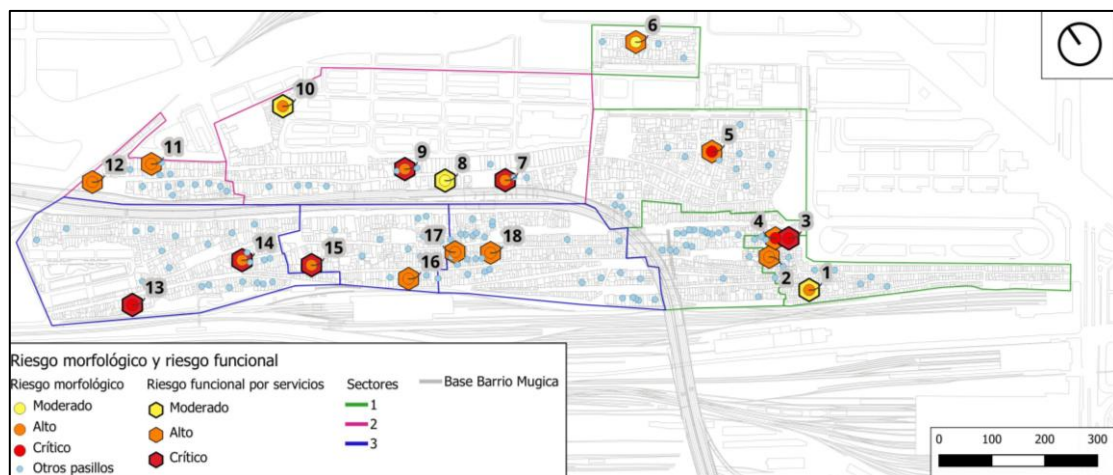 6
10
5
9
8
7
12
11
4
3
14
15
17
18
16
2
1
13
Riesgo morfológico y riesgo funcional
Riesgo morfológico
Moderado
Alto
Crítico
Otros pasillos
Riesgo funcional por servicios
Moderado
Alto
Crítico
Sectores
1
2
3
Base Barrio Mugica
0 100 200 300